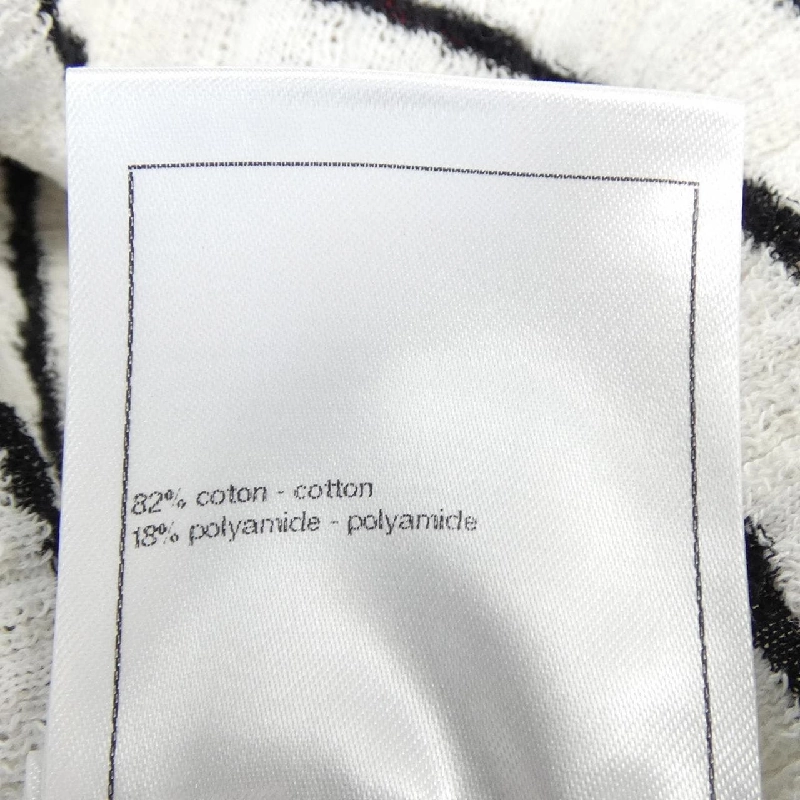 82% coton - cotton
18% polyamide - polyamide